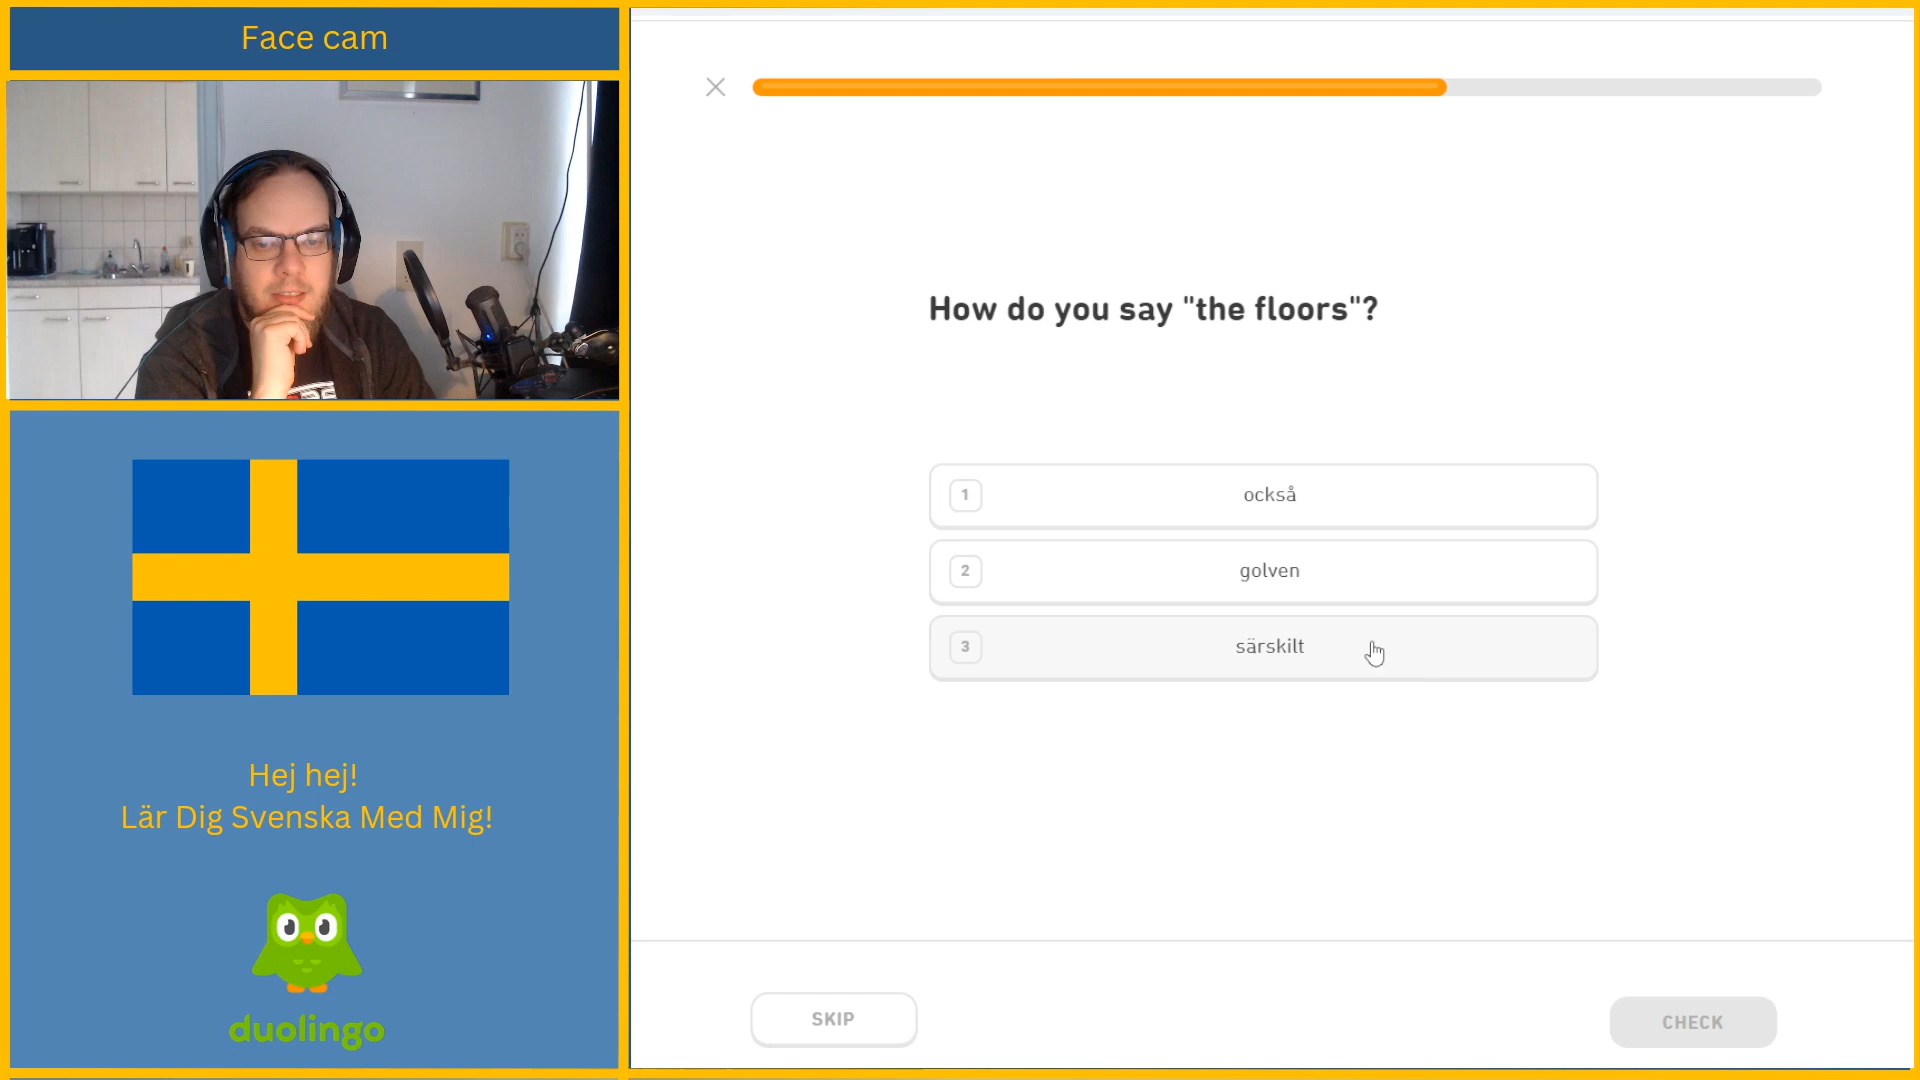 Face cam
Hej hej!
Lär Dig Svenska Med Mig!
duolingo
How do you say "the floors"?
1 också
2 golven
3 särskilt
SKIP
CHECK